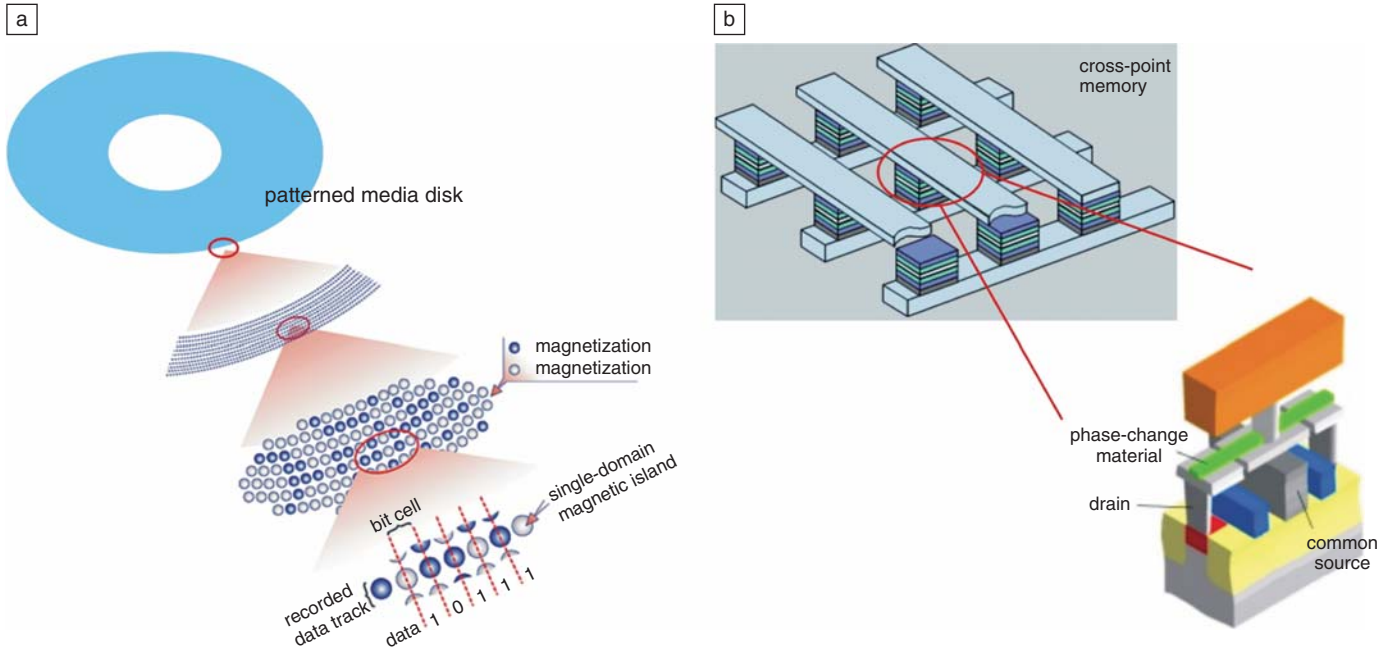 a
patterned media disk
magnetization
magnetization
single-domain
magnetic island
bit cell
recorded
data track
data 1 0 1 1 1 1
b
cross-point
memory
phase-change
material
drain
common
source